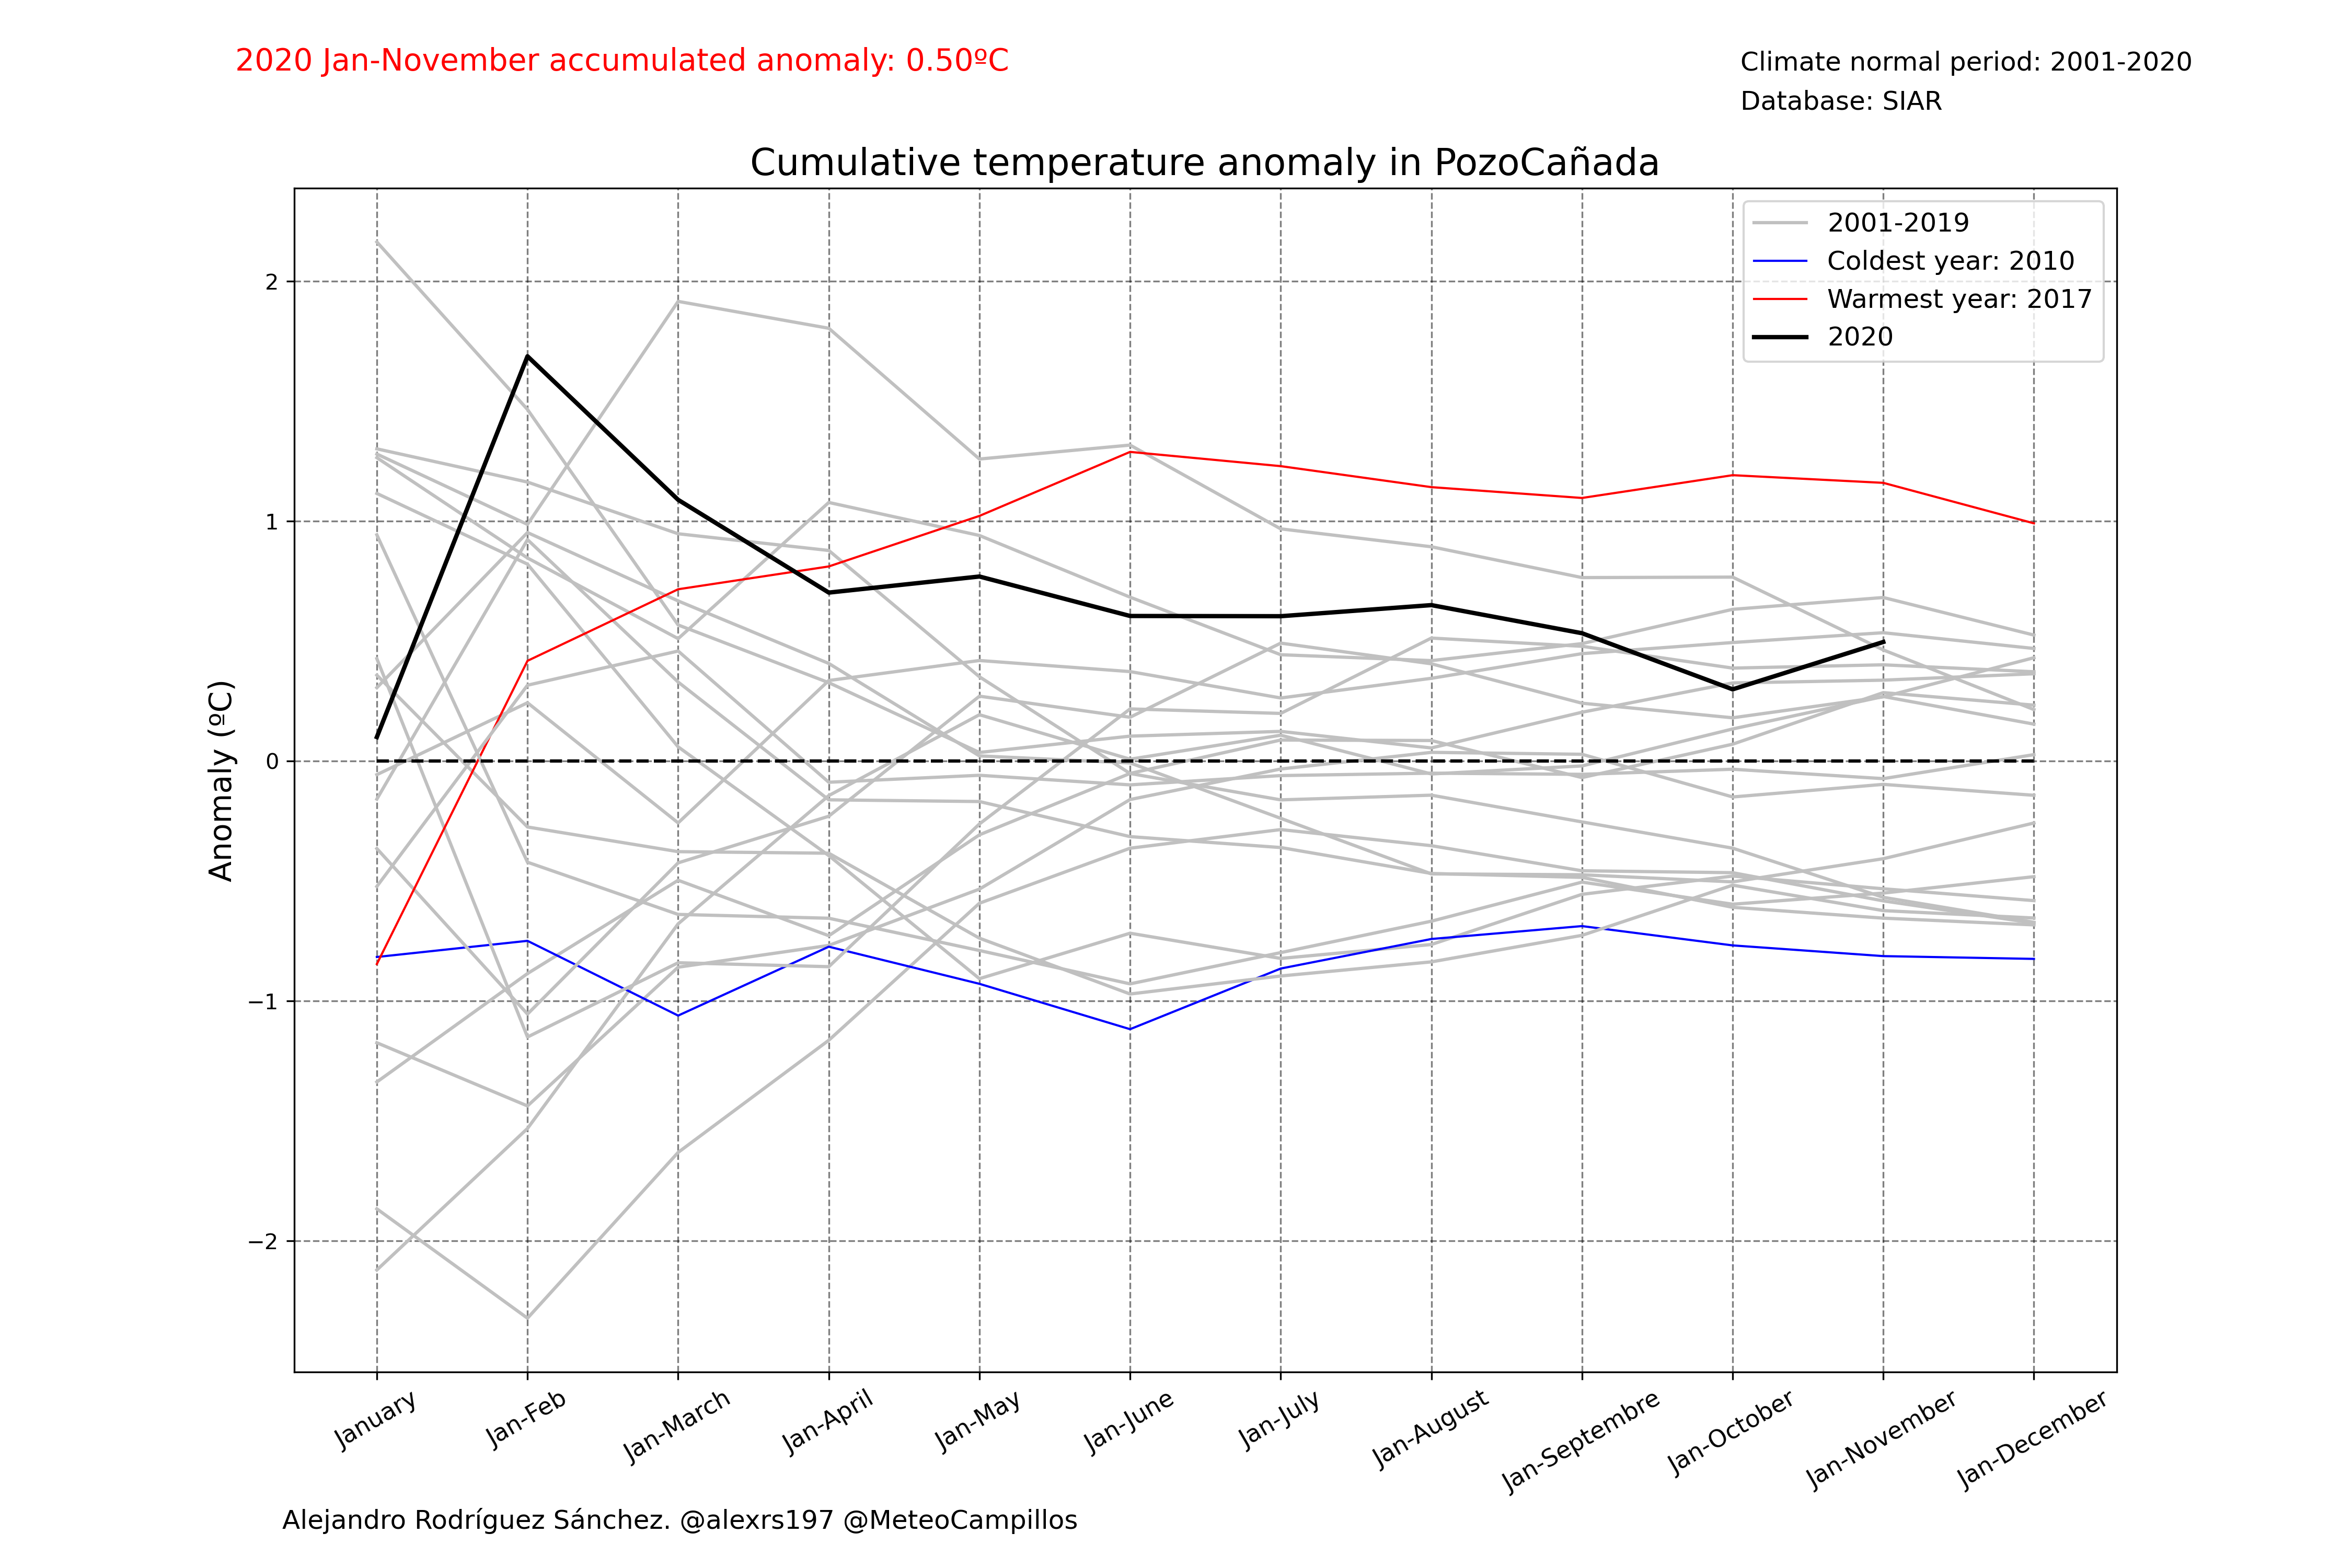 2020 Jan-November accumulated anomaly: 0.50ºC
Climate normal period: 2001-2020
Database: SIAR
Cumulative temperature anomaly in PozoCañada
2001-2019
Coldest year: 2010
Warmest year: 2017
2020
Anomaly (ºC)
2
1
0
−1
−2
January
Jan-Feb
Jan-March
Jan-April
Jan-May
Jan-June
Jan-July
Jan-August
Jan-Septembre
Jan-October
Jan-November
Jan-December
Alejandro Rodríguez Sánchez. @alexrs197 @MeteoCampillos